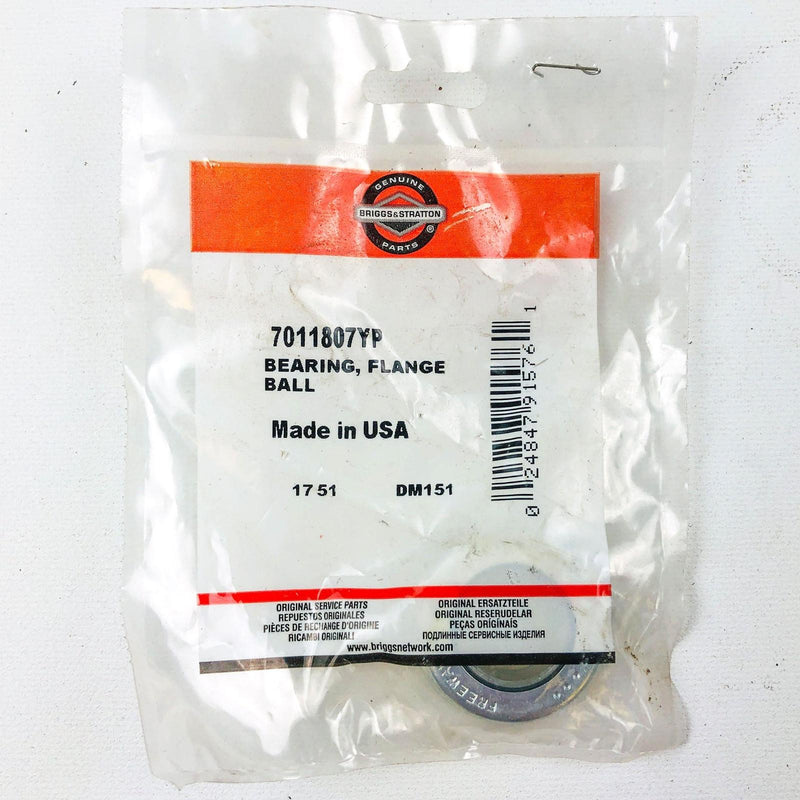 GENUINE
BRIGGS&STRATTON
®
PARTS
7011807YP
BEARING, FLANGE
BALL
Made in USA
17 51 DM151
0 24847 91576 1
ORIGINAL SERVICE PARTS
REPUESTOS ORIGINALES
PIÈCES DE RECHANGE D'ORIGINE
RICAMBI ORIGINALI
ORIGINAL ERSATZTEILE
ORIGINAL RESERUDELAR
PEÇAS ORIGINAIS
ПОДЛИННЫЕ СЕРВИСНЫЕ ИЗДЕЛИЯ
www.briggsnetwork.com